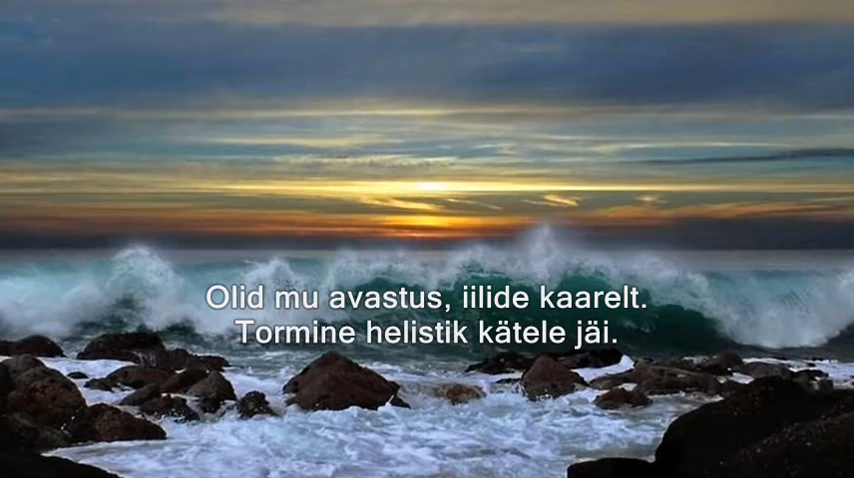 Olid mu avastus, iilide kaarelt.
Tormine helistik kätele jäi.